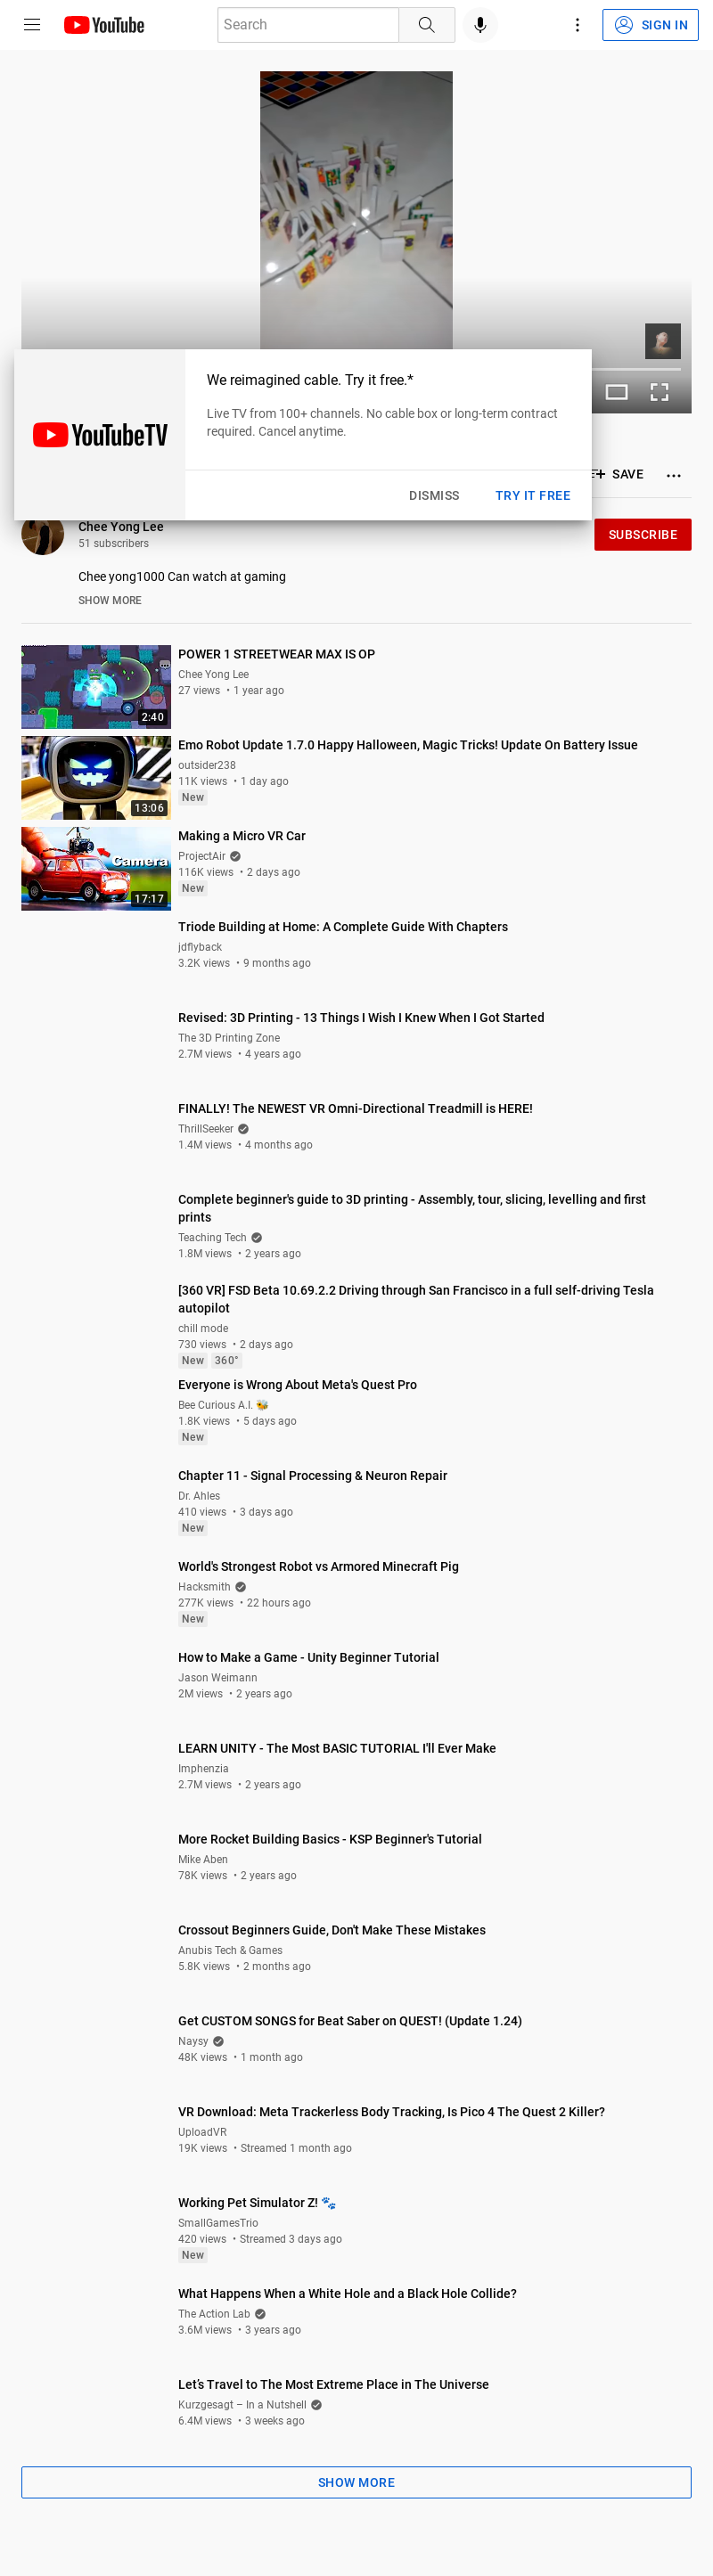 YouTube
Search
SIGN IN
We reimagined cable. Try it free.*
Live TV from 100+ channels. No cable box or long-term contract
required. Cancel anytime.
YouTubeTV
SAVE
DISMISS
TRY IT FREE
Chee Yong Lee
51 subscribers
SUBSCRIBE
Chee yong1000 Can watch at gaming
SHOW MORE
POWER 1 STREETWEAR MAX IS OP
Chee Yong Lee
27 views • 1 year ago
2:40
Emo Robot Update 1.7.0 Happy Halloween, Magic Tricks! Update On Battery Issue
outsider238
11K views • 1 day ago
New
13:06
Making a Micro VR Car
ProjectAir
Camera
116K views • 2 days ago
New
17:17
Triode Building at Home: A Complete Guide With Chapters
jdflyback
3.2K views • 9 months ago
Revised: 3D Printing - 13 Things I Wish I Knew When I Got Started
The 3D Printing Zone
2.7M views • 4 years ago
FINALLY! The NEWEST VR Omni-Directional Treadmill is HERE!
ThrillSeeker
1.4M views • 4 months ago
Complete beginner's guide to 3D printing - Assembly, tour, slicing, levelling and first
prints
Teaching Tech
1.8M views • 2 years ago
[360 VR] FSD Beta 10.69.2.2 Driving through San Francisco in a full self-driving Tesla
autopilot
chill mode
730 views • 2 days ago
New 360°
Everyone is Wrong About Meta's Quest Pro
Bee Curious A.I. 🐝
1.8K views • 5 days ago
New
Chapter 11 - Signal Processing & Neuron Repair
Dr. Ahles
410 views • 3 days ago
New
World's Strongest Robot vs Armored Minecraft Pig
Hacksmith
277K views • 22 hours ago
New
How to Make a Game - Unity Beginner Tutorial
Jason Weimann
2M views • 2 years ago
LEARN UNITY - The Most BASIC TUTORIAL I'll Ever Make
Imphenzia
2.7M views • 2 years ago
More Rocket Building Basics - KSP Beginner's Tutorial
Mike Aben
78K views • 2 years ago
Crossout Beginners Guide, Don't Make These Mistakes
Anubis Tech & Games
5.8K views • 2 months ago
Get CUSTOM SONGS for Beat Saber on QUEST! (Update 1.24)
Naysy
48K views • 1 month ago
VR Download: Meta Trackerless Body Tracking, Is Pico 4 The Quest 2 Killer?
UploadVR
19K views • Streamed 1 month ago
Working Pet Simulator Z! 🐾
SmallGamesTrio
420 views • Streamed 3 days ago
New
What Happens When a White Hole and a Black Hole Collide?
The Action Lab
3.6M views • 3 years ago
Let’s Travel to The Most Extreme Place in The Universe
Kurzgesagt – In a Nutshell
6.4M views • 3 weeks ago
SHOW MORE